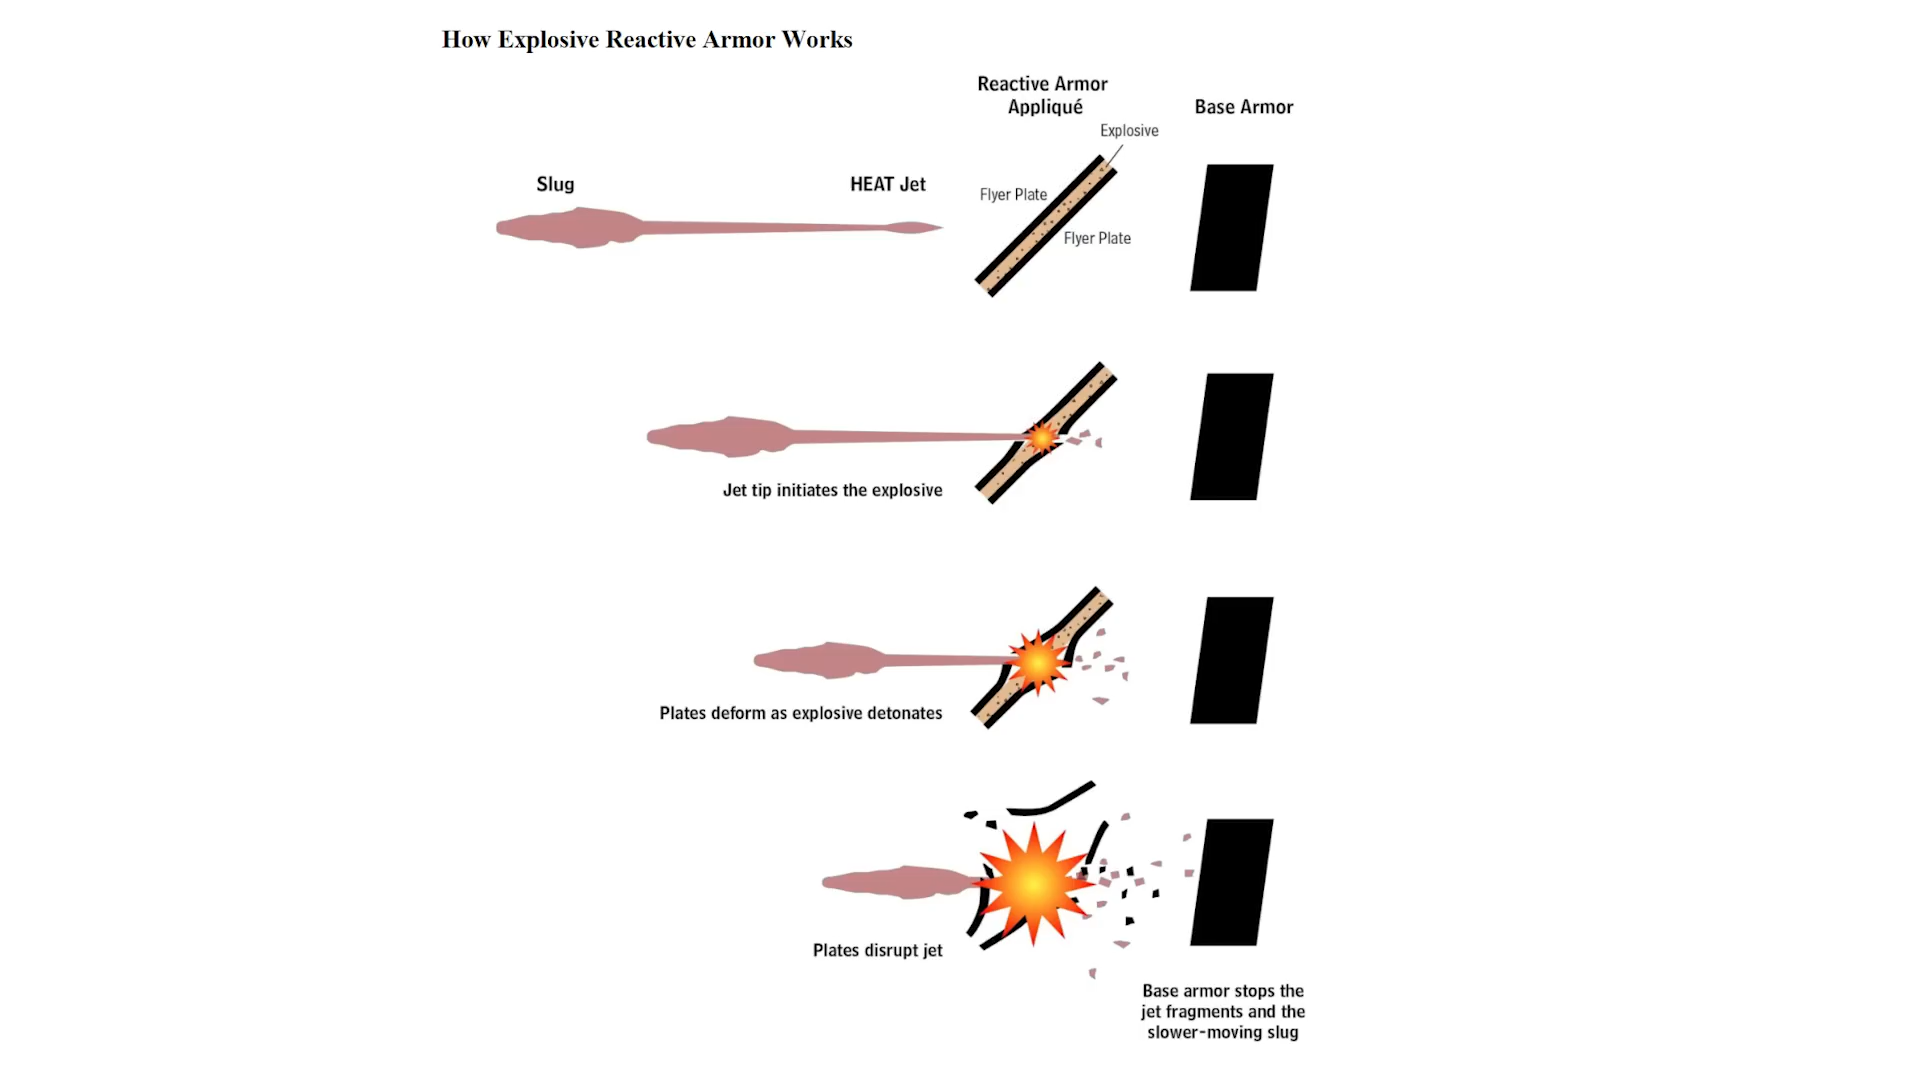 How Explosive Reactive Armor Works
Reactive Armor
Appliqué
Base Armor
Explosive
Slug
HEAT Jet
Flyer Plate
Flyer Plate
Jet tip initiates the explosive
Plates deform as explosive detonates
Plates disrupt jet
Base armor stops the
jet fragments and the
slower-moving slug